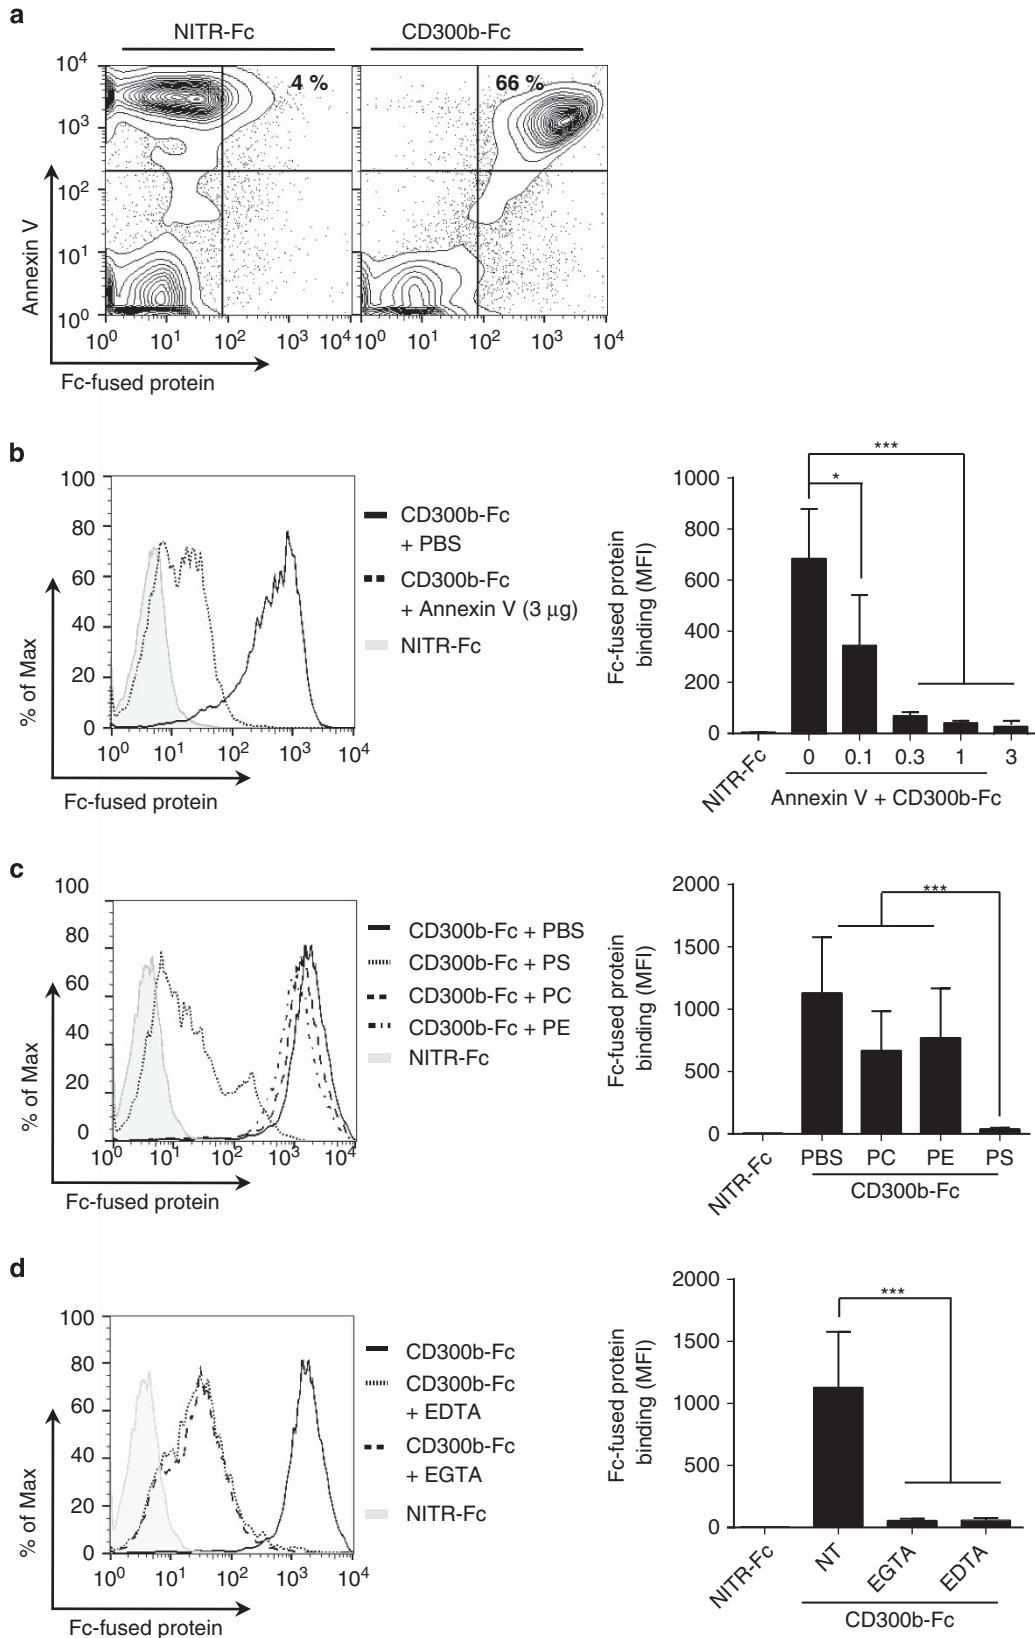 a
NITR-Fc
CD300b-Fc
4 %
66 %
10⁴
10³
10²
10¹
10⁰
Annexin V
10⁰ 10¹ 10² 10³ 10⁴
10⁰ 10¹ 10² 10³ 10⁴
Fc-fused protein
b
100
80
60
40
20
0
% of Max
10⁰ 10¹ 10² 10³ 10⁴
Fc-fused protein
CD300b-Fc
+ PBS
CD300b-Fc
+ Annexin V (3 μg)
NITR-Fc
***
*
1000
800
600
400
200
0
Fc-fused protein
binding (MFI)
NITR-Fc
0 0.1 0.3 1 3
Annexin V + CD300b-Fc
c
100
80
60
40
20
0
% of Max
10⁰ 10¹ 10² 10³ 10⁴
Fc-fused protein
CD300b-Fc + PBS
CD300b-Fc + PS
CD300b-Fc + PC
CD300b-Fc + PE
NITR-Fc
***
2000
1500
1000
500
0
Fc-fused protein
binding (MFI)
NITR-Fc
PBS PC PE PS
CD300b-Fc
d
100
80
60
40
20
0
% of Max
10⁰ 10¹ 10² 10³ 10⁴
Fc-fused protein
CD300b-Fc
CD300b-Fc
+ EDTA
CD300b-Fc
+ EGTA
NITR-Fc
***
2000
1500
1000
500
0
Fc-fused protein
binding (MFI)
NITR-Fc
NT
EGTA
EDTA
CD300b-Fc